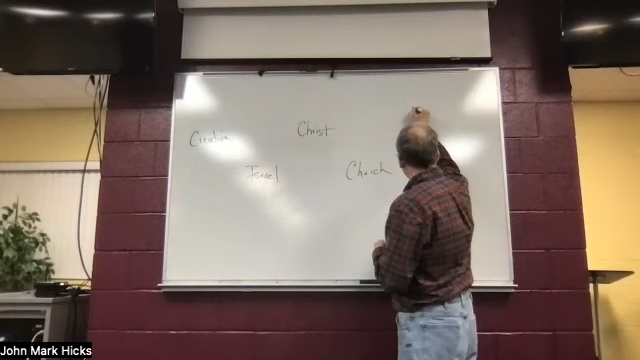 Creation
Christ
Israel
Church
John Mark Hicks